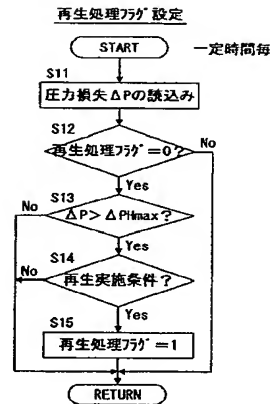 再生処理フラグ設定
START
一定時間毎
S11
圧力損失ΔPの読込み
S12
再生処理フラグ=0?
No
Yes
S13
No
ΔP>ΔPHmax?
Yes
S14
No
再生実施条件?
Yes
S15
再生処理フラグ=1
RETURN